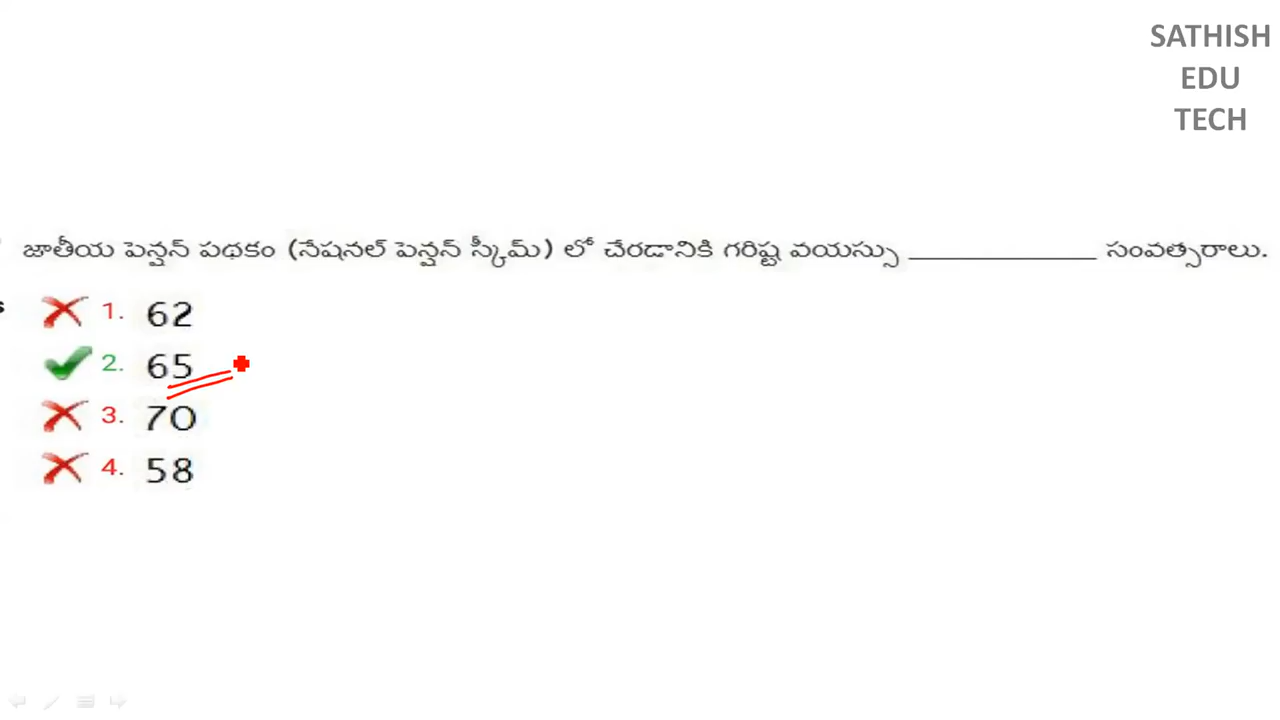 SATHISH
EDU
TECH
జాతీయ పెన్షన్ పథకం (నేషనల్ పెన్షన్ స్కీమ్) లో చేరడానికి గరిష్ట వయస్సు ____________ సంవత్సరాలు.
1. 62
2. 65
3. 70
4. 58